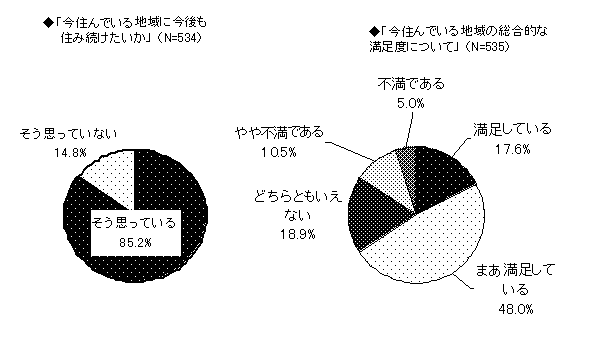 ◆「今住んでいる地域に今後も
住み続けたいか」（N=534）
そう思っていない
14.8%
そう思っている
85.2%
◆「今住んでいる地域の総合的な
満足度について」（N=535）
不満である
5.0%
やや不満である
10.5%
満足している
17.6%
どちらともいえ
ない
18.9%
まあ満足して
いる
48.0%